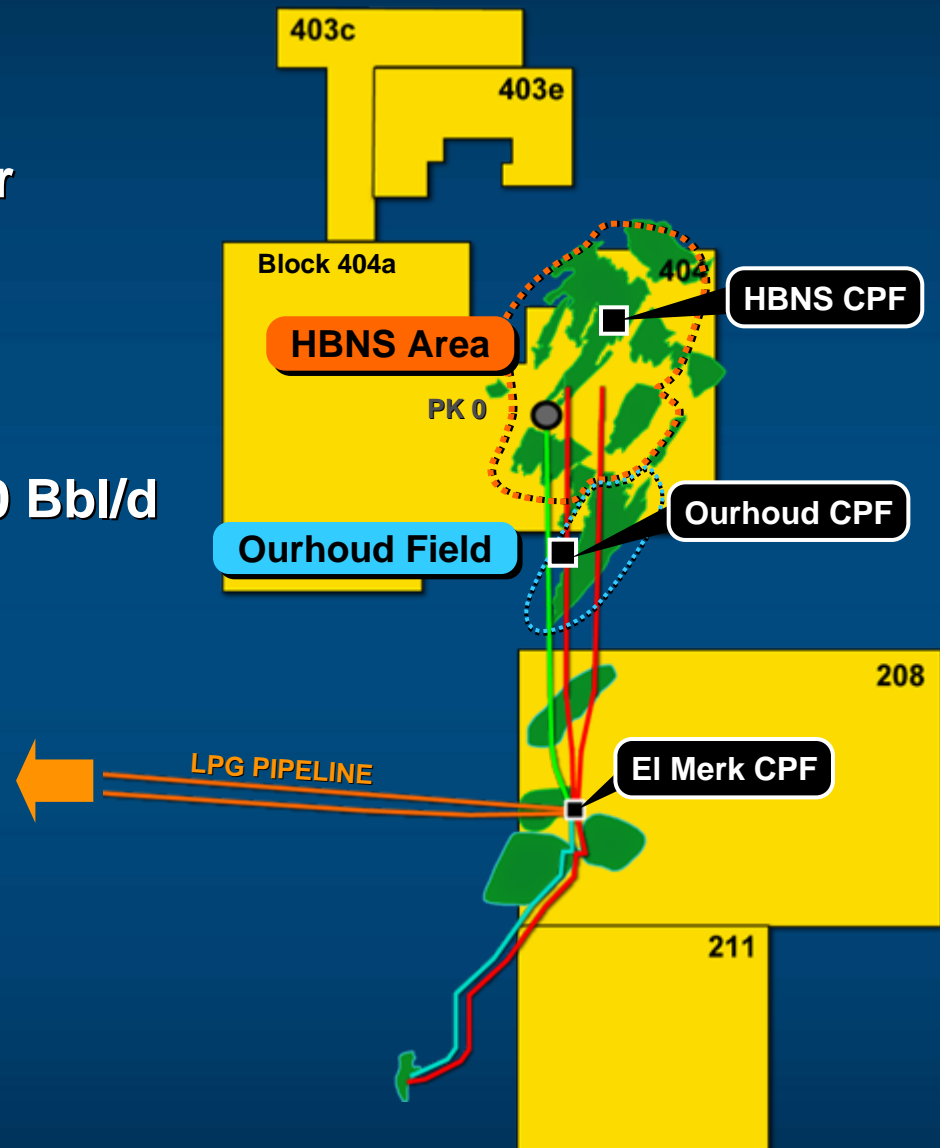 403c
403e
r
Block 404a
404
HBNS CPF
HBNS Area
PK 0
0 Bbl/d
Ourhoud CPF
Ourhoud Field
208
El Merk CPF
LPG PIPELINE
211